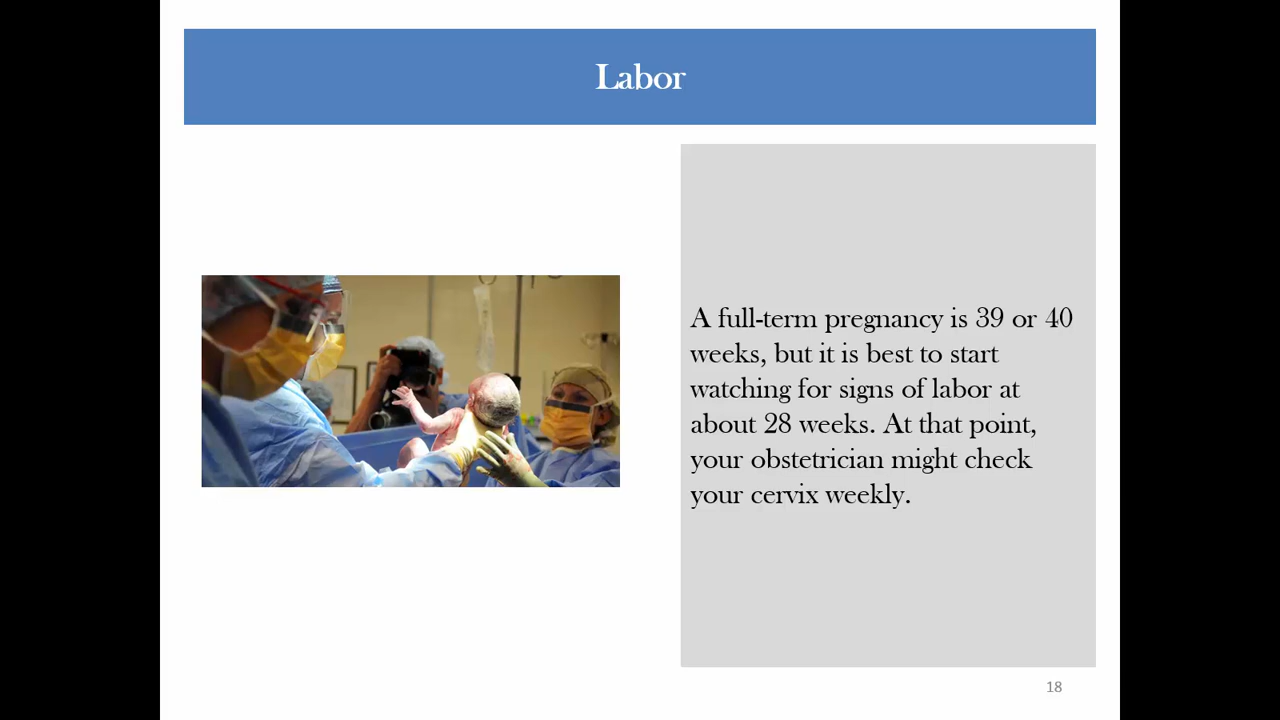 Labor
A full-term pregnancy is 39 or 40
weeks, but it is best to start
watching for signs of labor at
about 28 weeks. At that point,
your obstetrician might check
your cervix weekly.
18